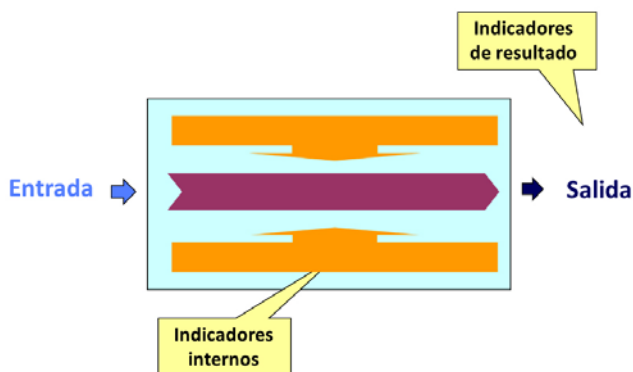 Indicadores
de resultado
Entrada
Salida
Indicadores
internos